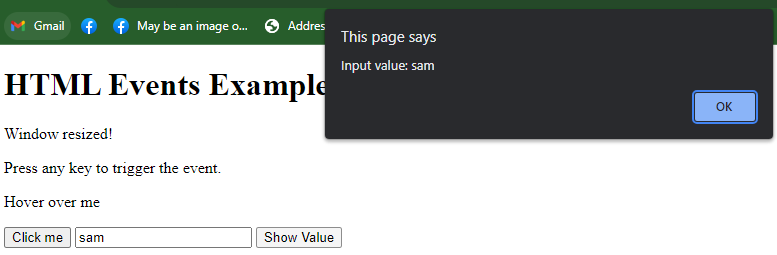 Gmail
May be an image o...
Addres
This page says
Input value: sam
OK
HTML Events Example
Window resized!
Press any key to trigger the event.
Hover over me
Click me
sam
Show Value